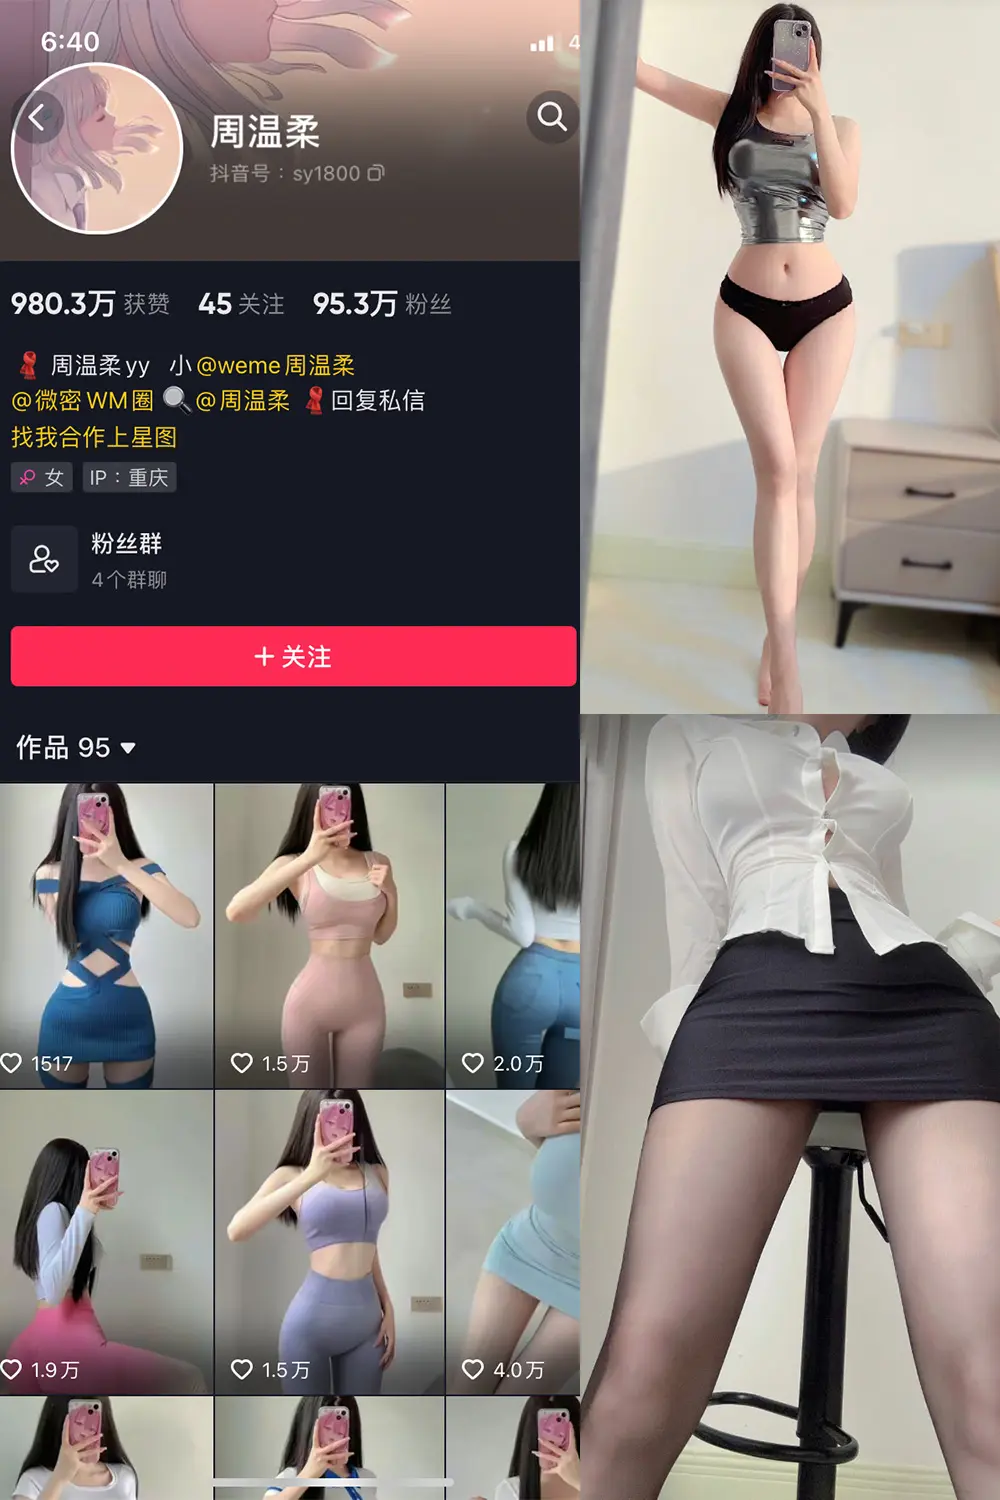 6:40
4
周温柔
抖音号：sy1800
980.3万 获赞 45 关注 95.3万 粉丝
周温柔yy 小@weme周温柔
@微密WM圈 @周温柔 回复私信
找我合作上星图
女 IP：重庆
粉丝群
4个群聊
+ 关注
作品 95
1517 1.5万 2.0万
1.9万 1.5万 4.0万